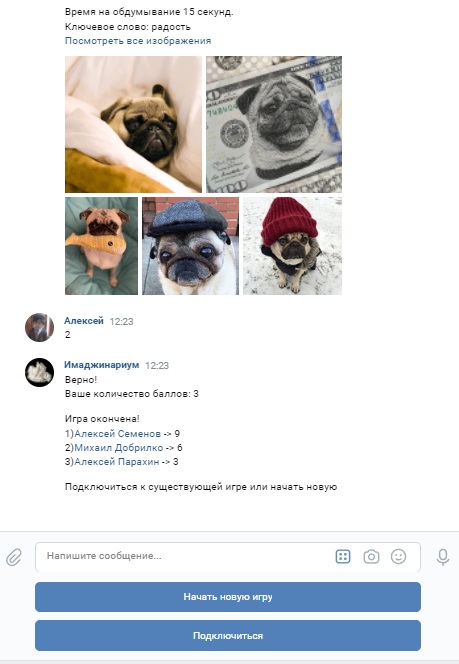 Время на обдумывание 15 секунд.
Ключевое слово: радость
Посмотреть все изображения
100
100
Алексей 12:23
2
Имаджинариум 12:23
Верно!
Ваше количество баллов: 3
Игра окончена!
1)Алексей Семенов -> 9
2)Михаил Добрилко -> 6
3)Алексей Парахин -> 3
Подключиться к существующей игре или начать новую
Напишите сообщение...
Начать новую игру
Подключиться